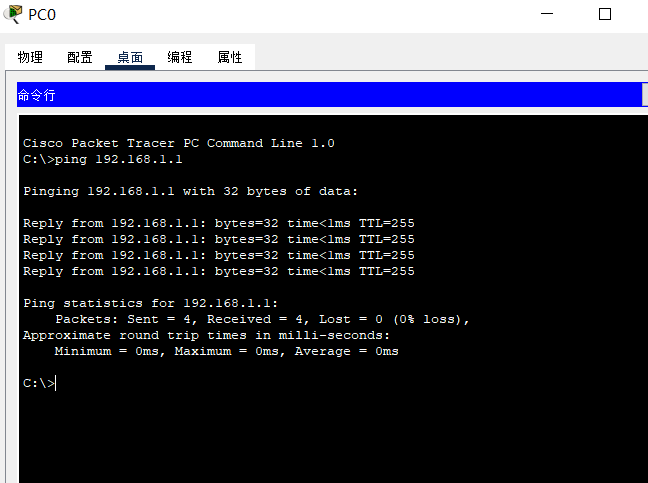 PC0
物理 配置 桌面 编程 属性
命令行
Cisco Packet Tracer PC Command Line 1.0
C:\>ping 192.168.1.1
Pinging 192.168.1.1 with 32 bytes of data:
Reply from 192.168.1.1: bytes=32 time<1ms TTL=255
Reply from 192.168.1.1: bytes=32 time<1ms TTL=255
Reply from 192.168.1.1: bytes=32 time<1ms TTL=255
Reply from 192.168.1.1: bytes=32 time<1ms TTL=255
Ping statistics for 192.168.1.1:
    Packets: Sent = 4, Received = 4, Lost = 0 (0% loss),
Approximate round trip times in milli-seconds:
    Minimum = 0ms, Maximum = 0ms, Average = 0ms
C:\>